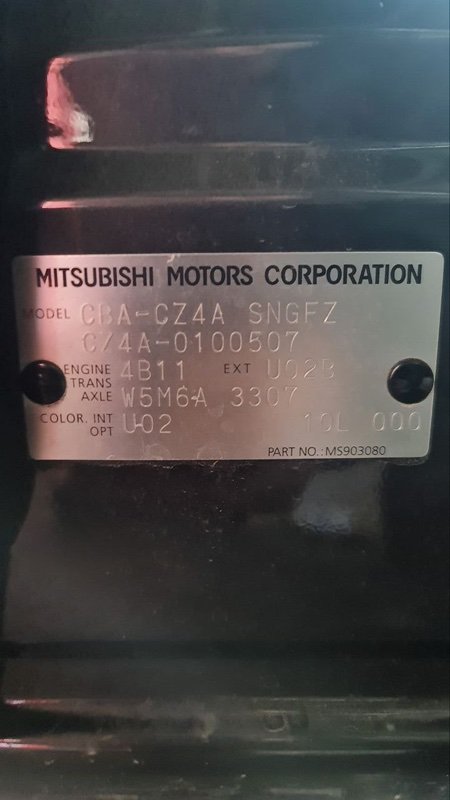 MITSUBISHI MOTORS CORPORATION
MODEL CBA-CZ4A SNGFZ
CZ4A-0100507
ENGINE 4B11 EXT U02B
TRANS
AXLE W5M6A 3307
COLOR. INT U-02 10L 000
OPT
PART NO.: MS903080